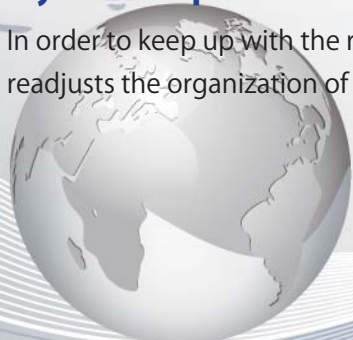 In order to keep up with the r
readjusts the organization of